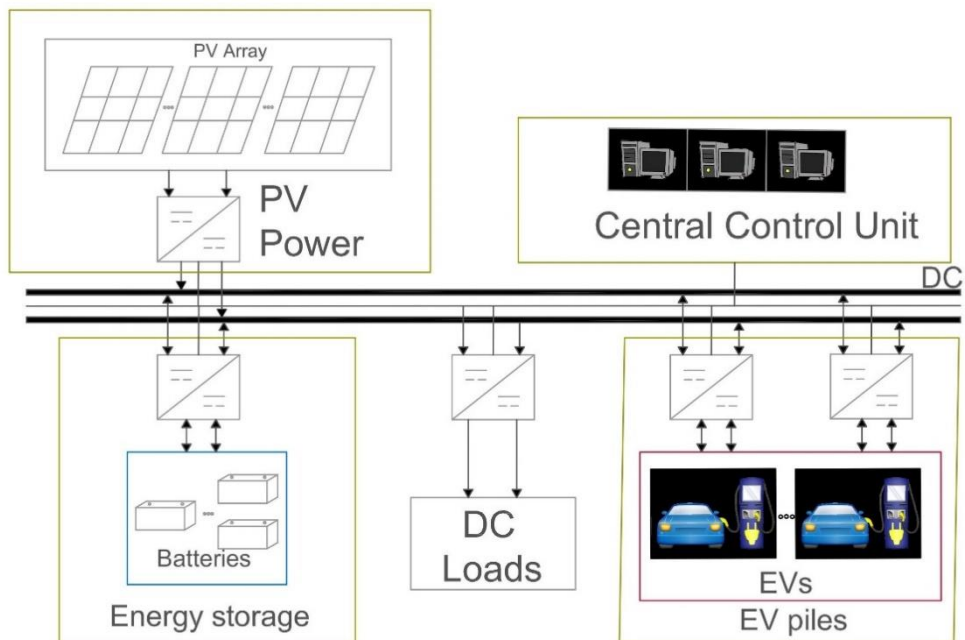 PV Array
PV
Power
Central Control Unit
DC
Batteries
Energy storage
DC
Loads
EVs
EV piles